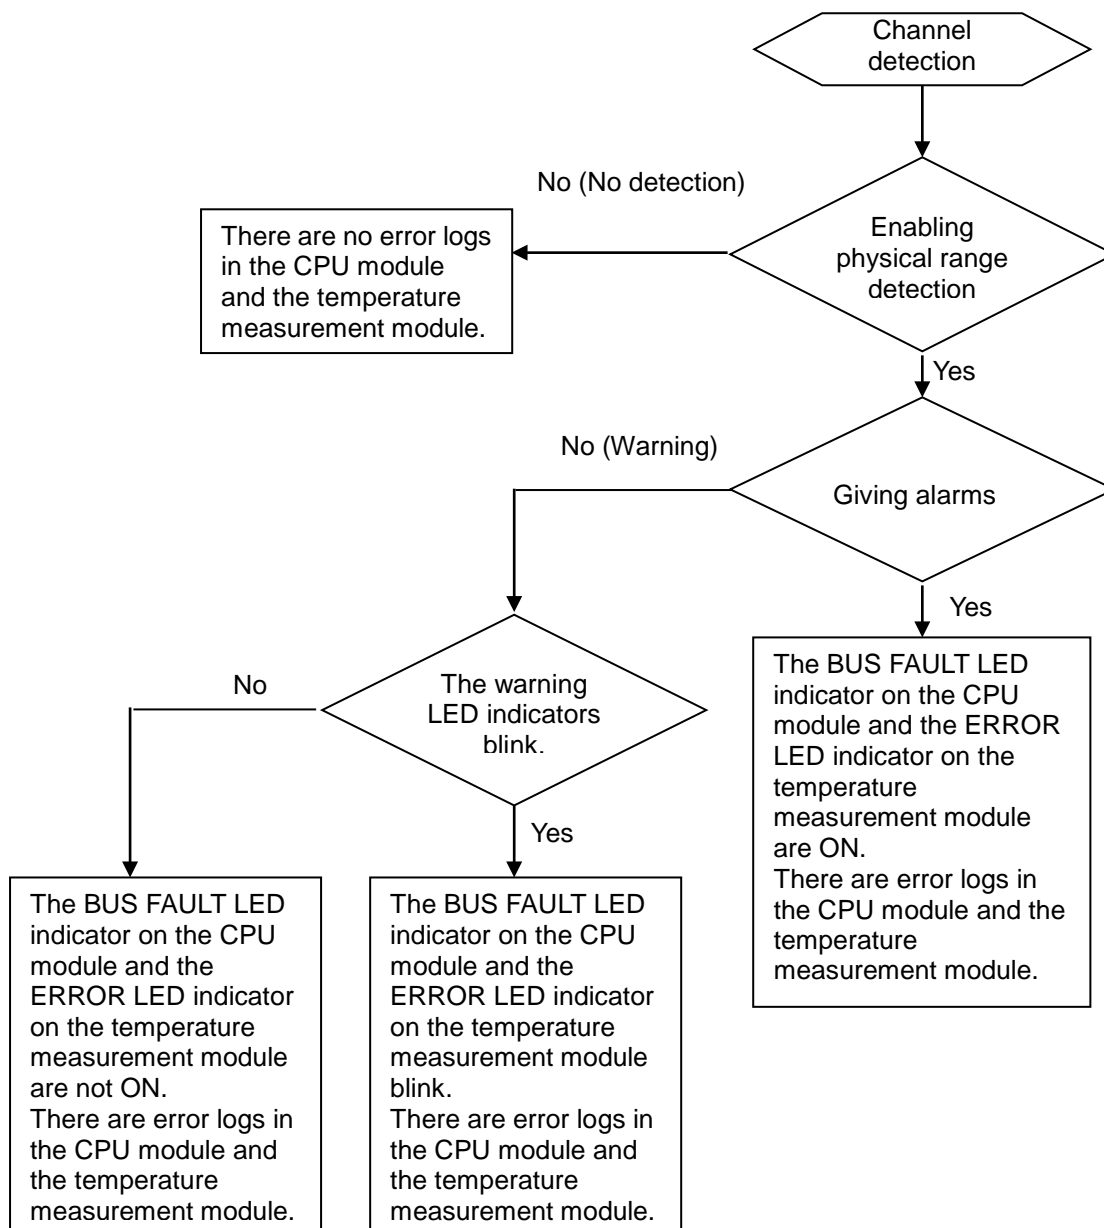 Channel
detection
No (No detection)
There are no error logs
in the CPU module
and the temperature
measurement module.
Enabling
physical range
detection
Yes
No (Warning)
Giving alarms
Yes
The BUS FAULT LED
indicator on the CPU
module and the ERROR
LED indicator on the
temperature
measurement module
are ON.
There are error logs in
the CPU module and the
temperature
measurement module.
No
The warning
LED indicators
blink.
Yes
The BUS FAULT LED
indicator on the CPU
module and the
ERROR LED indicator
on the temperature
measurement module
are not ON.
There are error logs in
the CPU module and
the temperature
measurement module.
The BUS FAULT LED
indicator on the CPU
module and the
ERROR LED indicator
on the temperature
measurement module
blink.
There are error logs in
the CPU module and
the temperature
measurement module.